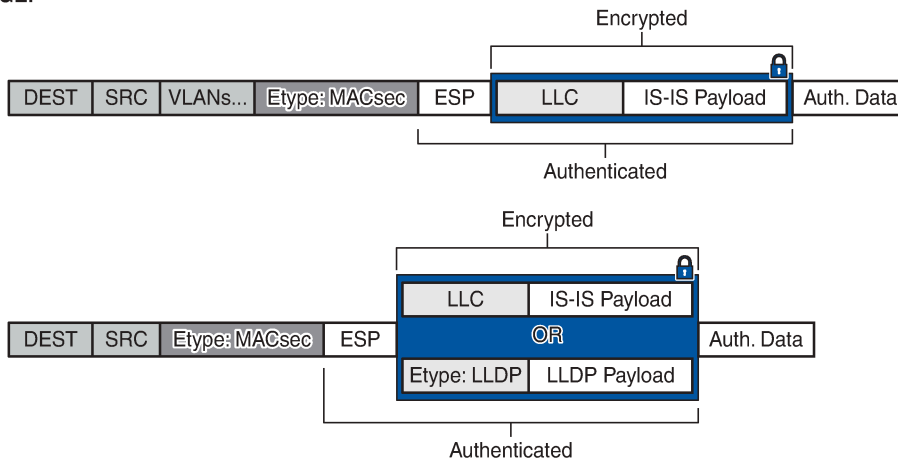 Encrypted
DEST SRC VLANs... Etype: MACsec ESP LLC IS-IS Payload Auth. Data
Authenticated
Encrypted
LLC IS-IS Payload
DEST SRC Etype: MACsec ESP OR Auth. Data
Etype: LLDP LLDP Payload
Authenticated